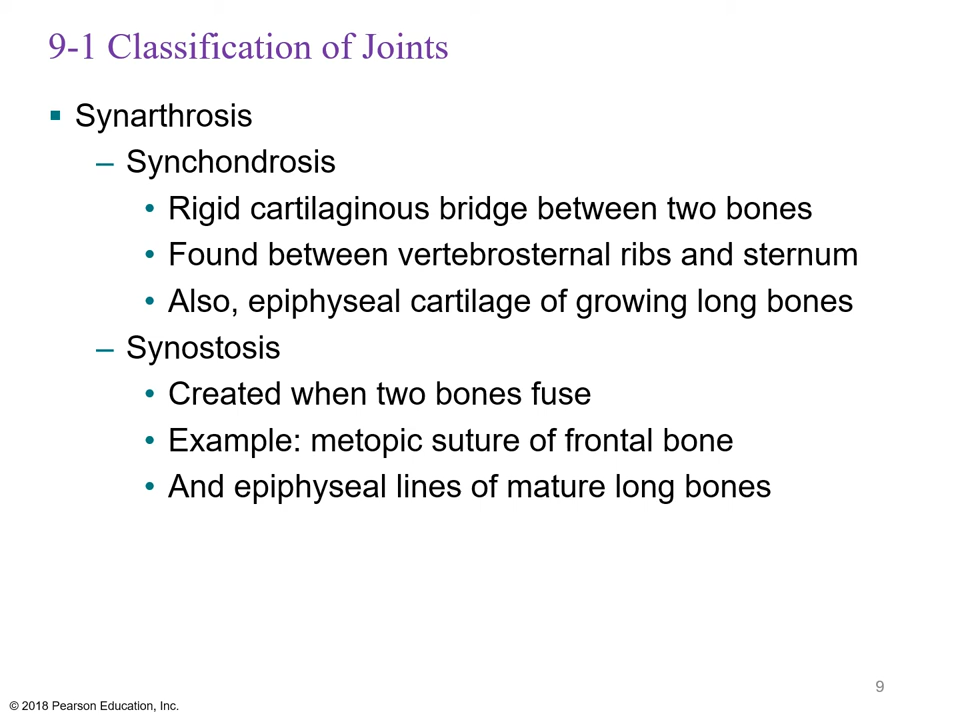 9-1 Classification of Joints
▪ Synarthrosis
– Synchondrosis
• Rigid cartilaginous bridge between two bones
• Found between vertebrosternal ribs and sternum
• Also, epiphyseal cartilage of growing long bones
– Synostosis
• Created when two bones fuse
• Example: metopic suture of frontal bone
• And epiphyseal lines of mature long bones
9
© 2018 Pearson Education, Inc.